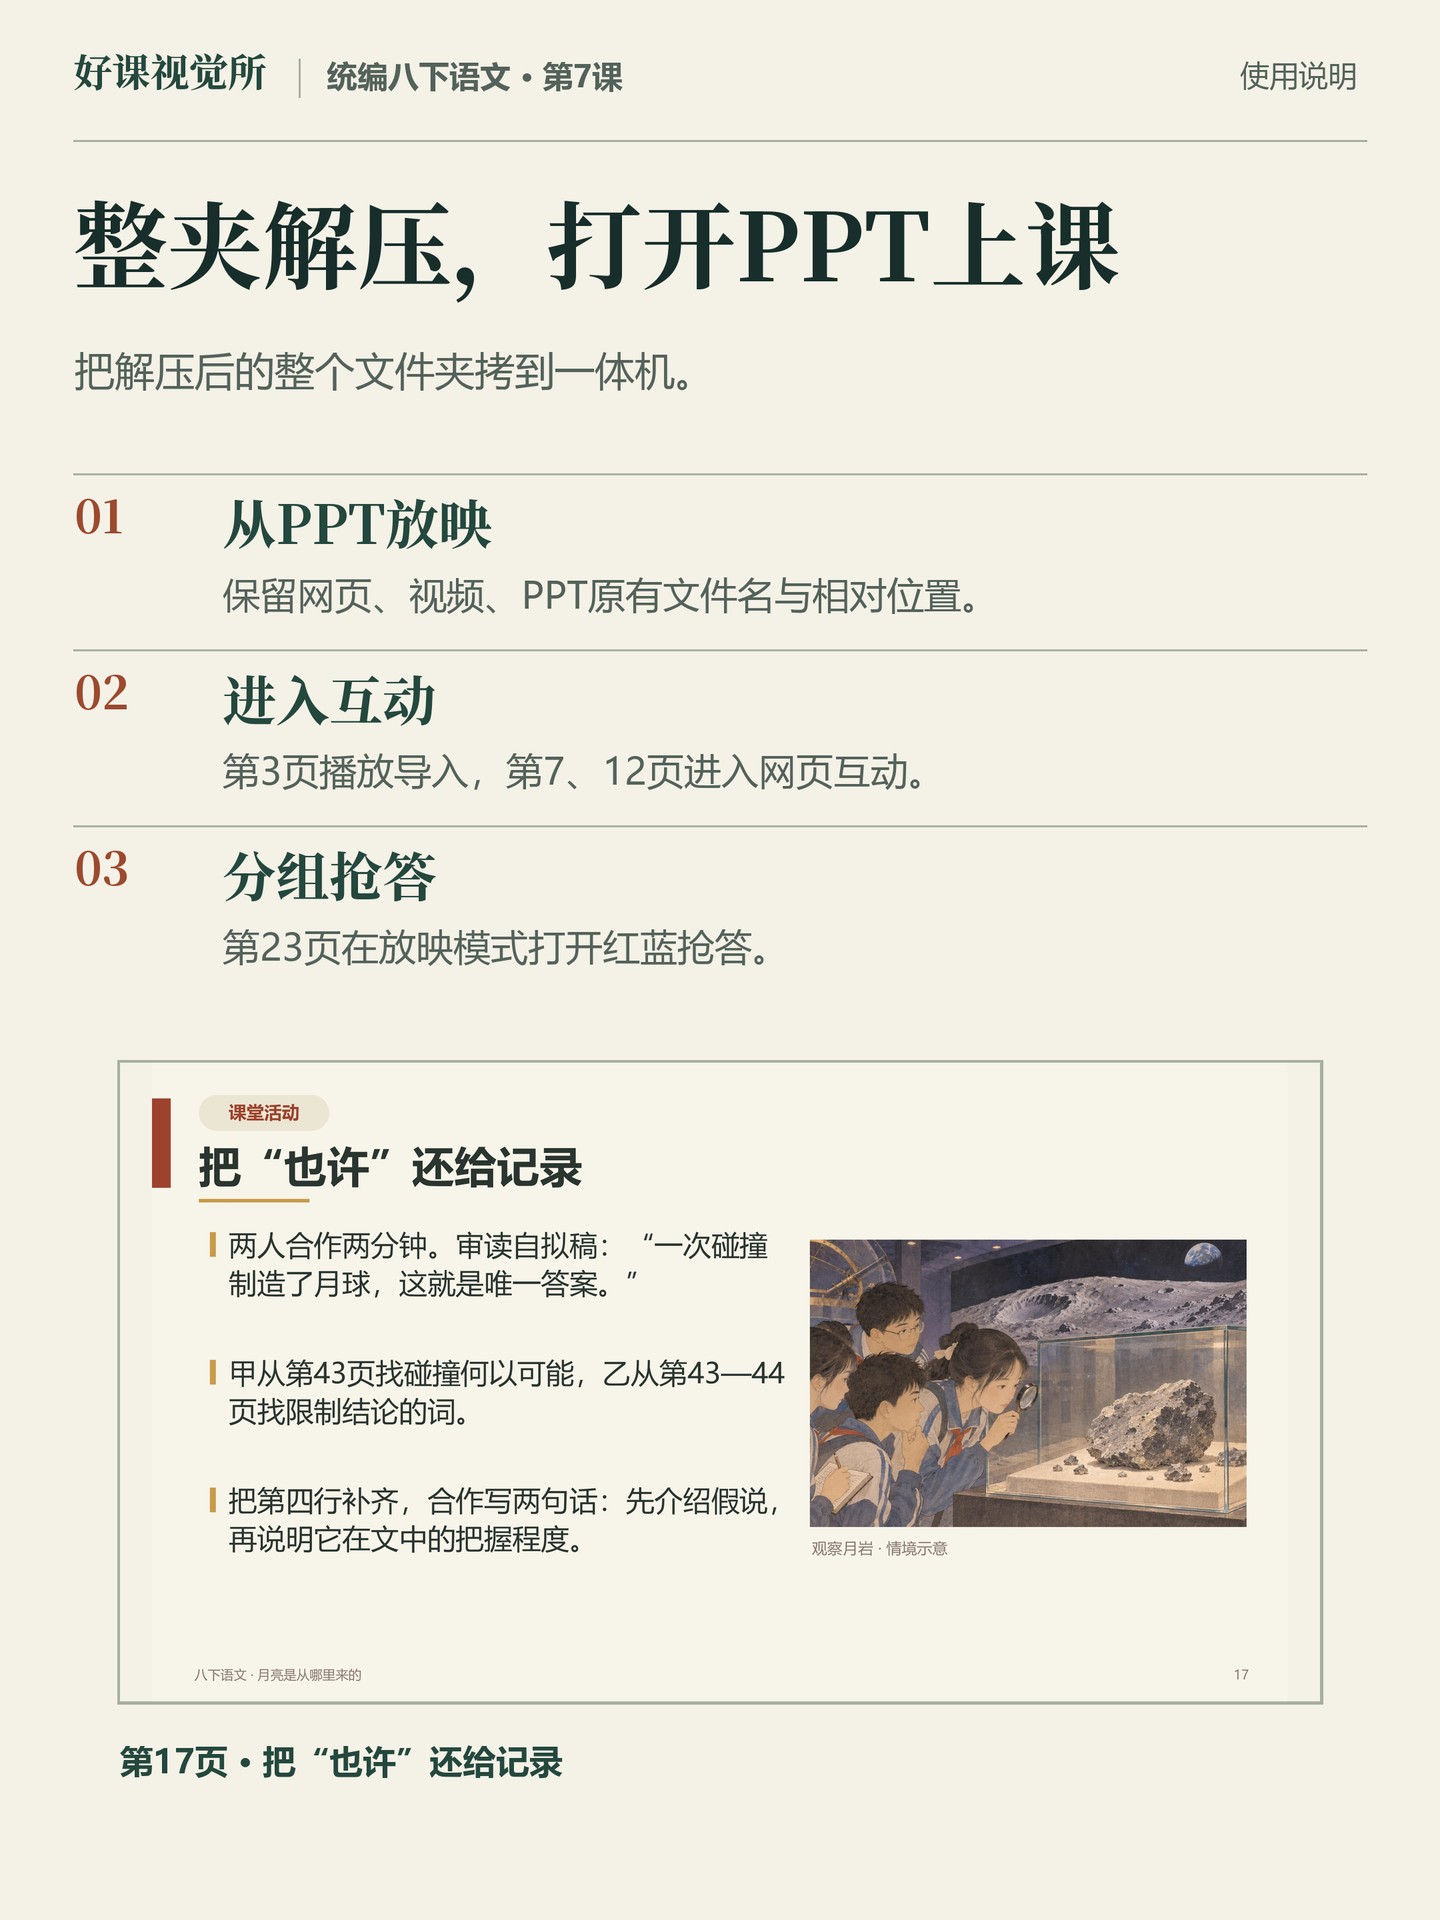 好课视觉所
统编八下语文·第7课
使用说明
整夹解压，打开PPT上课
把解压后的整个文件夹拷到一体机。
01
从PPT放映
保留网页、视频、PPT原有文件名与相对位置。
02
进入互动
第3页播放导入，第7、12页进入网页互动。
03
分组抢答
第23页在放映模式打开红蓝抢答。
课堂活动
把“也许”还给记录
两人合作两分钟。审读自拟稿：“一次碰撞
制造了月球，这就是唯一答案。”
甲从第43页找碰撞何以可能，乙从第43—44
页找限制结论的词。
把第四行补齐，合作写两句话：先介绍假说，
再说明它在文中的把握程度。
观察月岩·情境示意
八下语文·月亮是从哪里来的
17
第17页·把“也许”还给记录